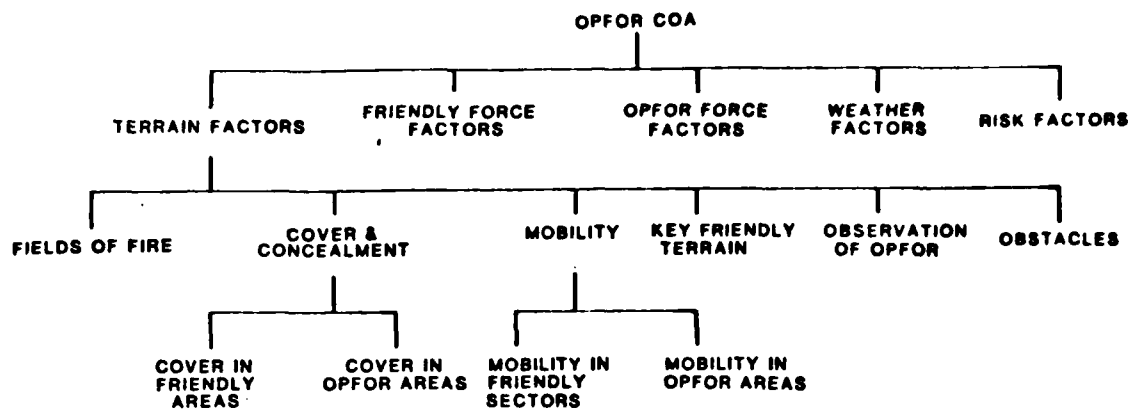 OPFOR COA
TERRAIN FACTORS
FRIENDLY FORCE
FACTORS
OPFOR FORCE
FACTORS
WEATHER
FACTORS
RISK FACTORS
FIELDS OF FIRE
COVER &
CONCEALMENT
MOBILITY
KEY FRIENDLY
TERRAIN
OBSERVATION
OF OPFOR
OBSTACLES
COVER IN
FRIENDLY
AREAS
COVER IN
OPFOR AREAS
MOBILITY IN
FRIENDLY
SECTORS
MOBILITY IN
OPFOR AREAS